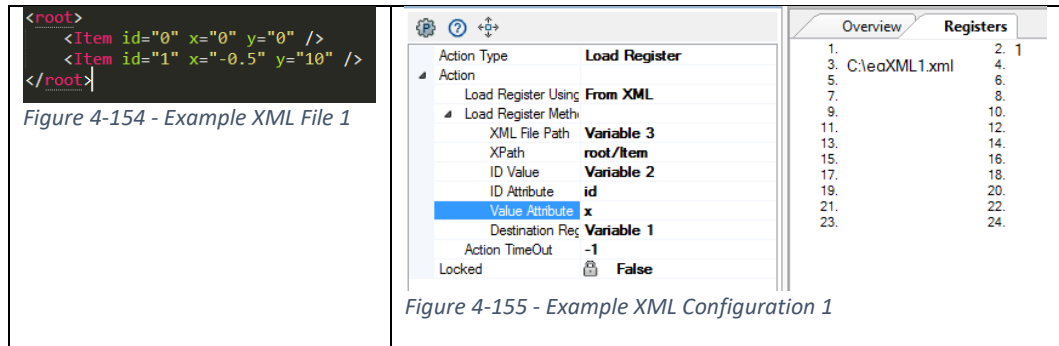 <root>
<Item id="0" x="0" y="0" />
<Item id="1" x="-0.5" y="10" />
</root>
Figure 4-154 - Example XML File 1
Action Type Load Register
Action
Load Register Using From XML
Load Register Meth
XML File Path Variable 3
XPath root/Item
ID Value Variable 2
ID Attribute id
Value Attribute x
Destination Reg Variable 1
Action TimeOut -1
Locked False
Overview Registers
1. 2. 1
3. C:\eaXML1.xml 4.
5. 6.
7. 8.
9. 10.
11. 12.
13. 14.
15. 16.
17. 18.
19. 20.
21. 22.
23. 24.
Figure 4-155 - Example XML Configuration 1